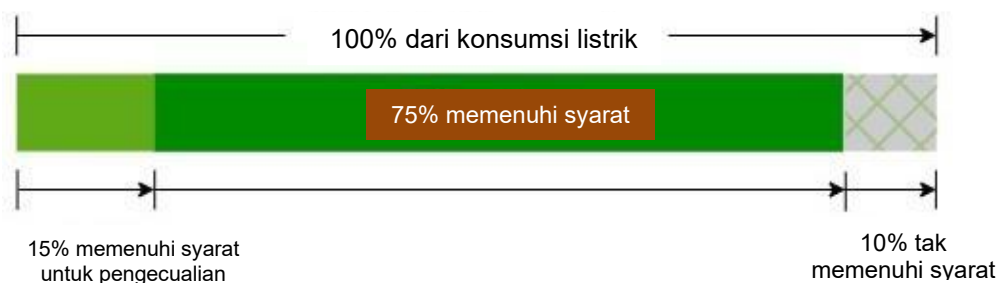 100% dari konsumsi listrik
75% memenuhi syarat
15% memenuhi syarat
untuk pengecualian
10% tak
memenuhi syarat